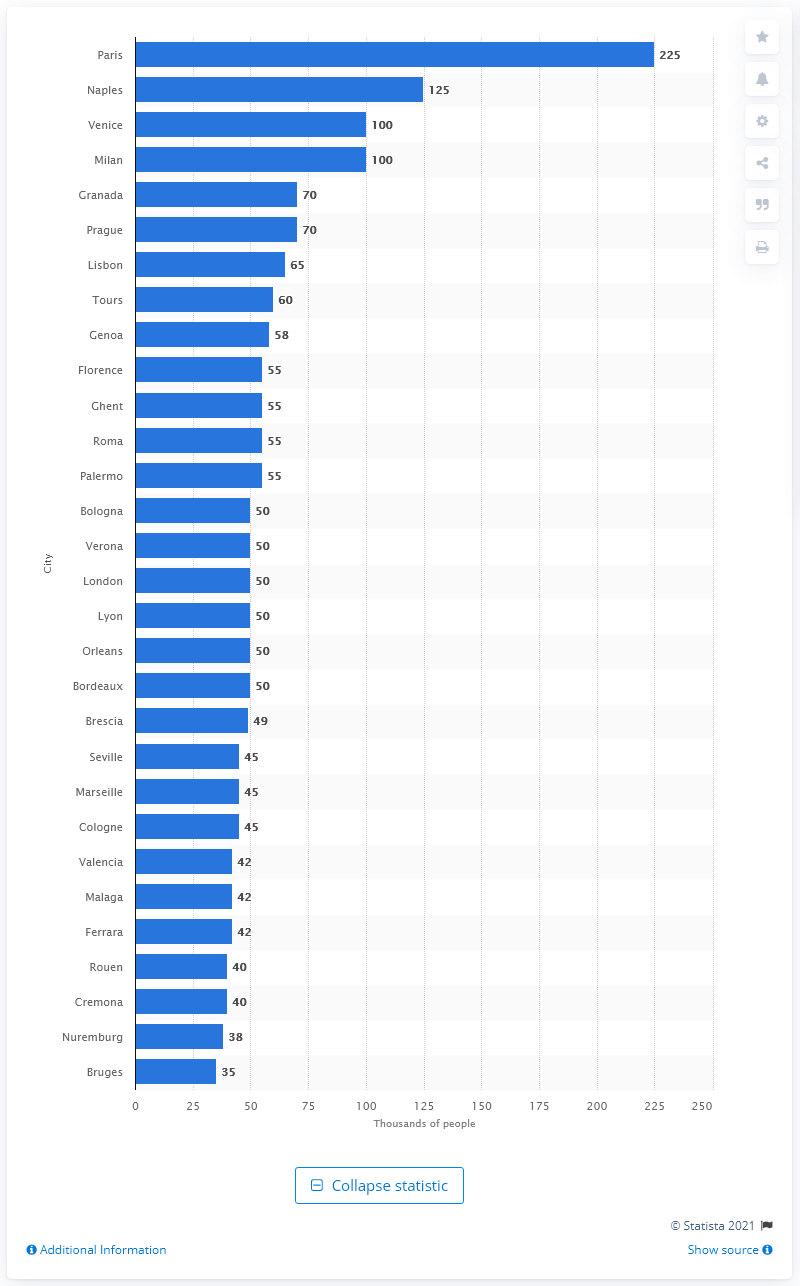 Paris 225
Naples 125
Venice 100
Milan 100
Granada 70
Prague 70
Lisbon 65
Tours 60
Genoa 58
Florence 55
Ghent 55
Roma 55
Palermo 55
Bologna 50
Verona 50
London 50
Lyon 50
Orleans 50
Bordeaux 50
Brescia 49
Seville 45
Marseille 45
Cologne 45
Valencia 42
Malaga 42
Ferrara 42
Rouen 40
Cremona 40
Nuremburg 38
Bruges 35
City
0 25 50 75 100 125 150 175 200 225 250
Thousands of people
Collapse statistic
© Statista 2021
Additional Information Show source